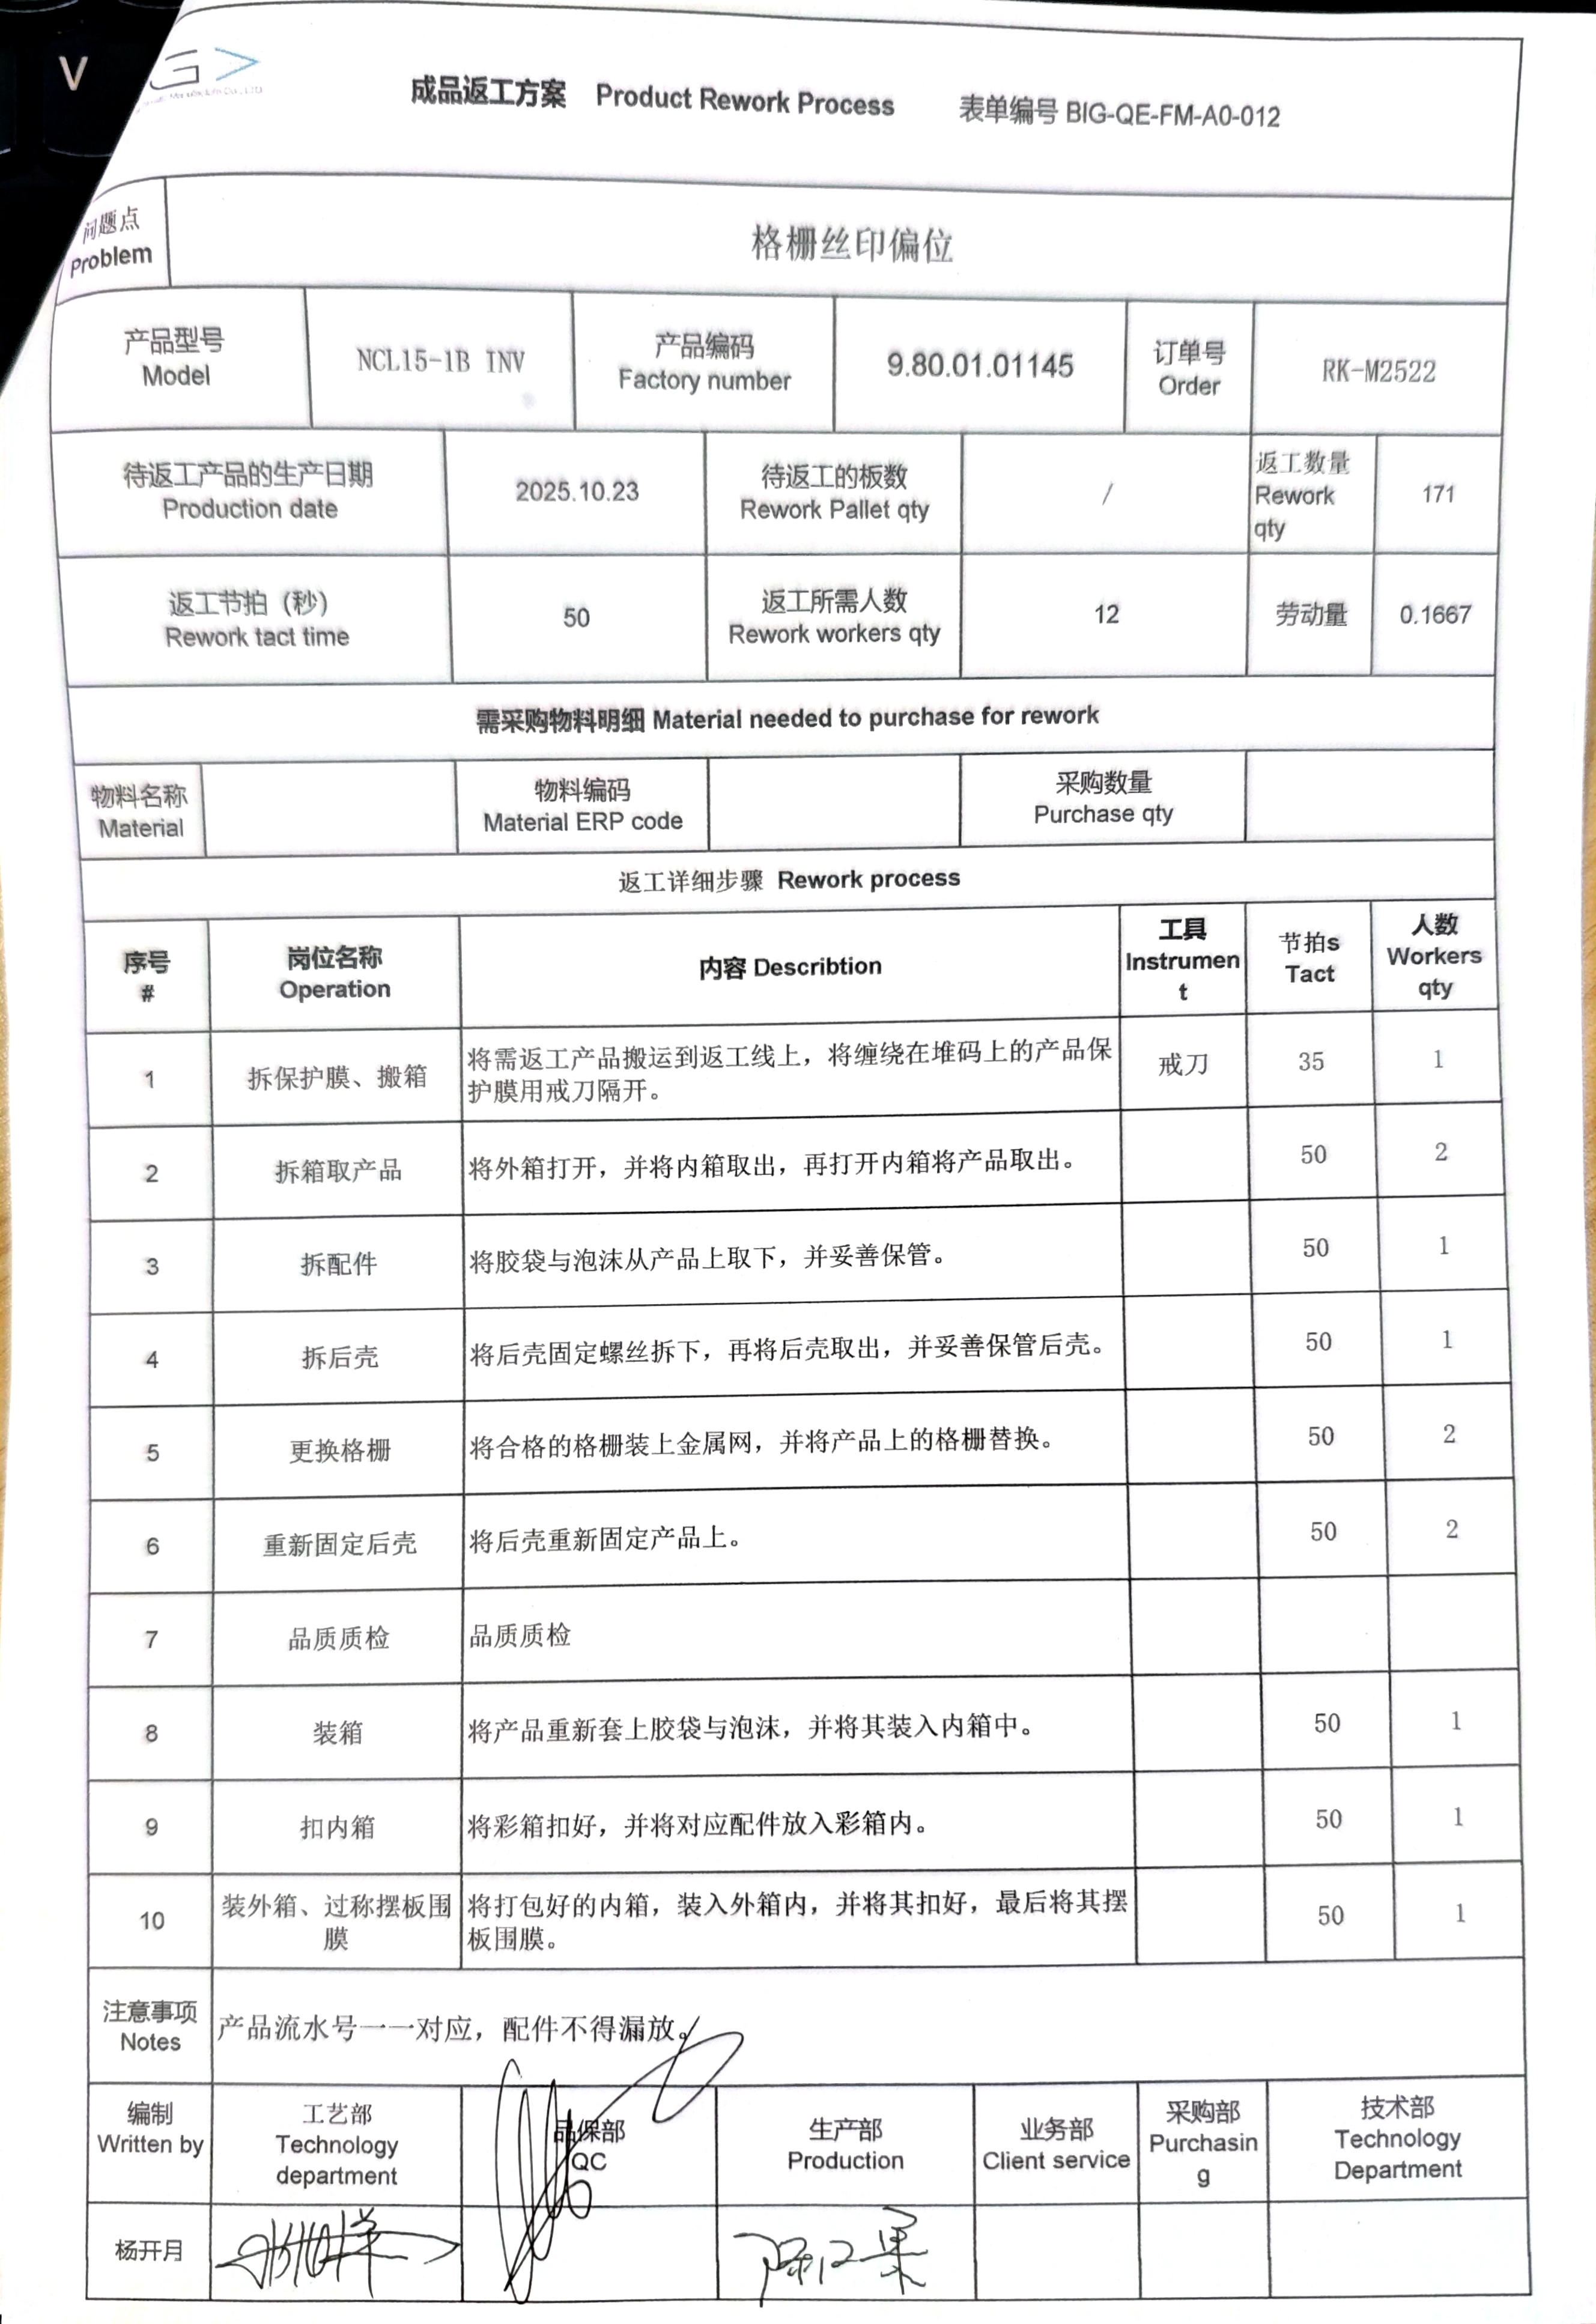 V
G>
成品返工方案 Product Rework Process 表单编号 BIG-QE-FM-A0-012
问题点
Problem
格栅丝印偏位
产品型号
Model
NCL15-1B INV
产品编码
Factory number
9.80.01.01145
订单号
Order
RK-M2522
待返工产品的生产日期
Production date
2025.10.23
待返工的板数
Rework Pallet qty
/
返工数量
Rework
qty
171
返工节拍（秒）
Rework tact time
50
返工所需人数
Rework workers qty
12
劳动量
0.1667
需采购物料明细 Material needed to purchase for rework
物料名称
Material
物料编码
Material ERP code
采购数量
Purchase qty
返工详细步骤 Rework process
序号
#
岗位名称
Operation
内容 Describtion
工具
Instrumen
t
节拍s
Tact
人数
Workers
qty
1
拆保护膜、搬箱
将需返工产品搬运到返工线上，将缠绕在堆码上的产品保
护膜用戒刀隔开。
戒刀
35
1
2
拆箱取产品
将外箱打开，并将内箱取出，再打开内箱将产品取出。
50
2
3
拆配件
将胶袋与泡沫从产品上取下，并妥善保管。
50
1
4
拆后壳
将后壳固定螺丝拆下，再将后壳取出，并妥善保管后壳。
50
1
5
更换格栅
将合格的格栅装上金属网，并将产品上的格栅替换。
50
2
6
重新固定后壳
将后壳重新固定产品上。
50
2
7
品质质检
品质质检
8
装箱
将产品重新套上胶袋与泡沫，并将其装入内箱中。
50
1
9
扣内箱
将彩箱扣好，并将对应配件放入彩箱内。
50
1
10
装外箱、过称摆板围
膜
将打包好的内箱，装入外箱内，并将其扣好，最后将其摆
板围膜。
50
1
注意事项
Notes
产品流水号一一对应，配件不得漏放。
编制
Written by
工艺部
Technology
department
品保部
QC
生产部
Production
业务部
Client service
采购部
Purchasin
g
技术部
Technology
Department
杨开月